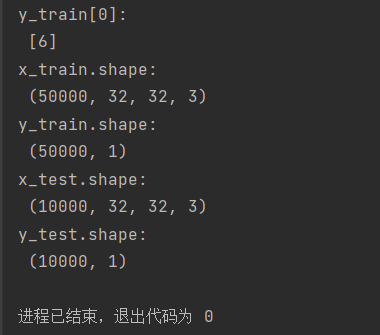 y_train[0]:
 [6]
x_train.shape:
 (50000, 32, 32, 3)
y_train.shape:
 (50000, 1)
x_test.shape:
 (10000, 32, 32, 3)
y_test.shape:
 (10000, 1)
进程已结束，退出代码为 0